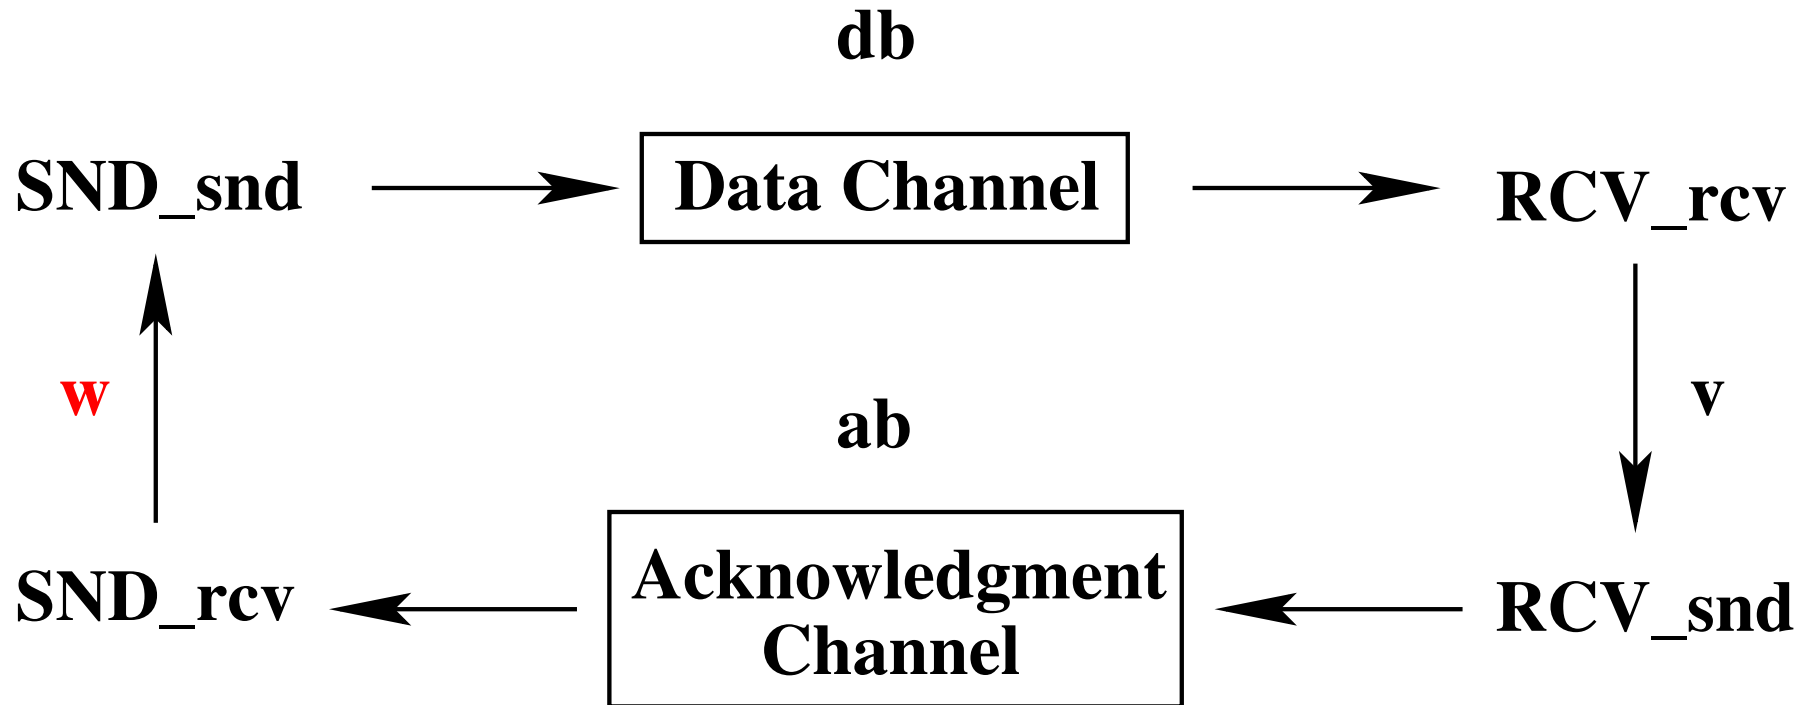 db
SND_snd
Data Channel
RCV_rcv
w
v
ab
SND_rcv
Acknowledgment
Channel
RCV_snd